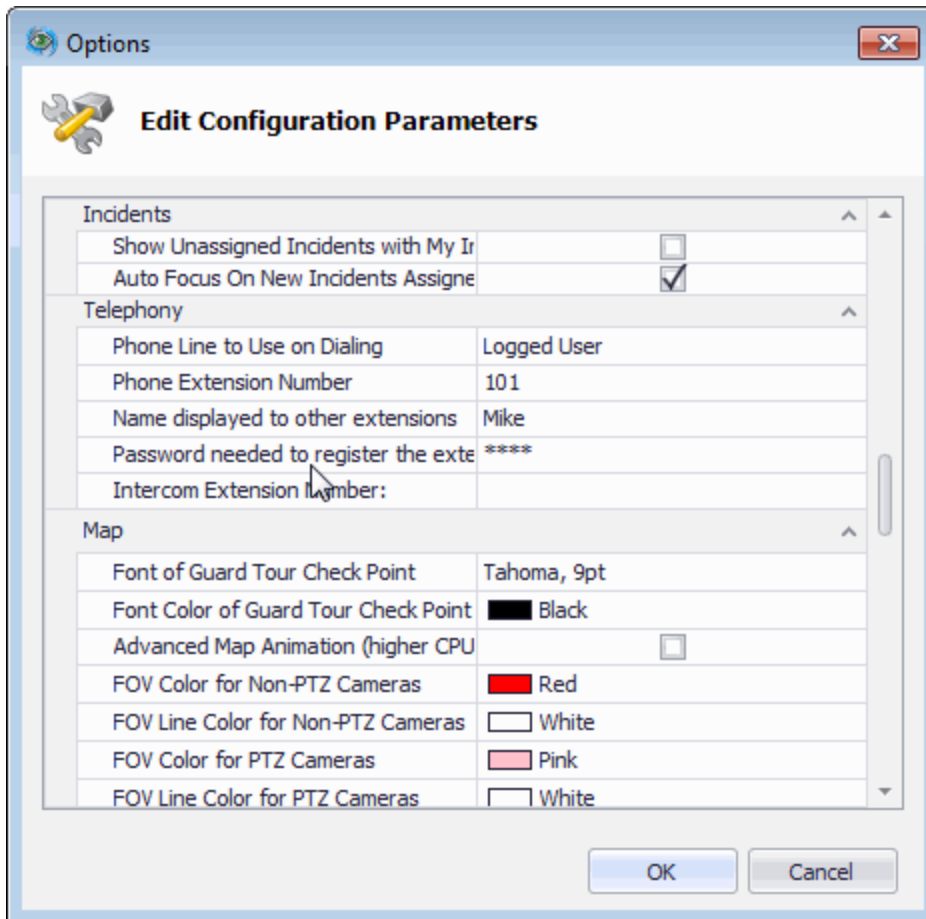 Options
Edit Configuration Parameters
Incidents
Show Unassigned Incidents with My Ir
Auto Focus On New Incidents Assigne
Telephony
Phone Line to Use on Dialing Logged User
Phone Extension Number 101
Name displayed to other extensions Mike
Password needed to register the exte ****
Intercom Extension Number:
Map
Font of Guard Tour Check Point Tahoma, 9pt
Font Color of Guard Tour Check Point Black
Advanced Map Animation (higher CPU
FOV Color for Non-PTZ Cameras Red
FOV Line Color for Non-PTZ Cameras White
FOV Color for PTZ Cameras Pink
FOV Line Color for PTZ Cameras White
OK Cancel